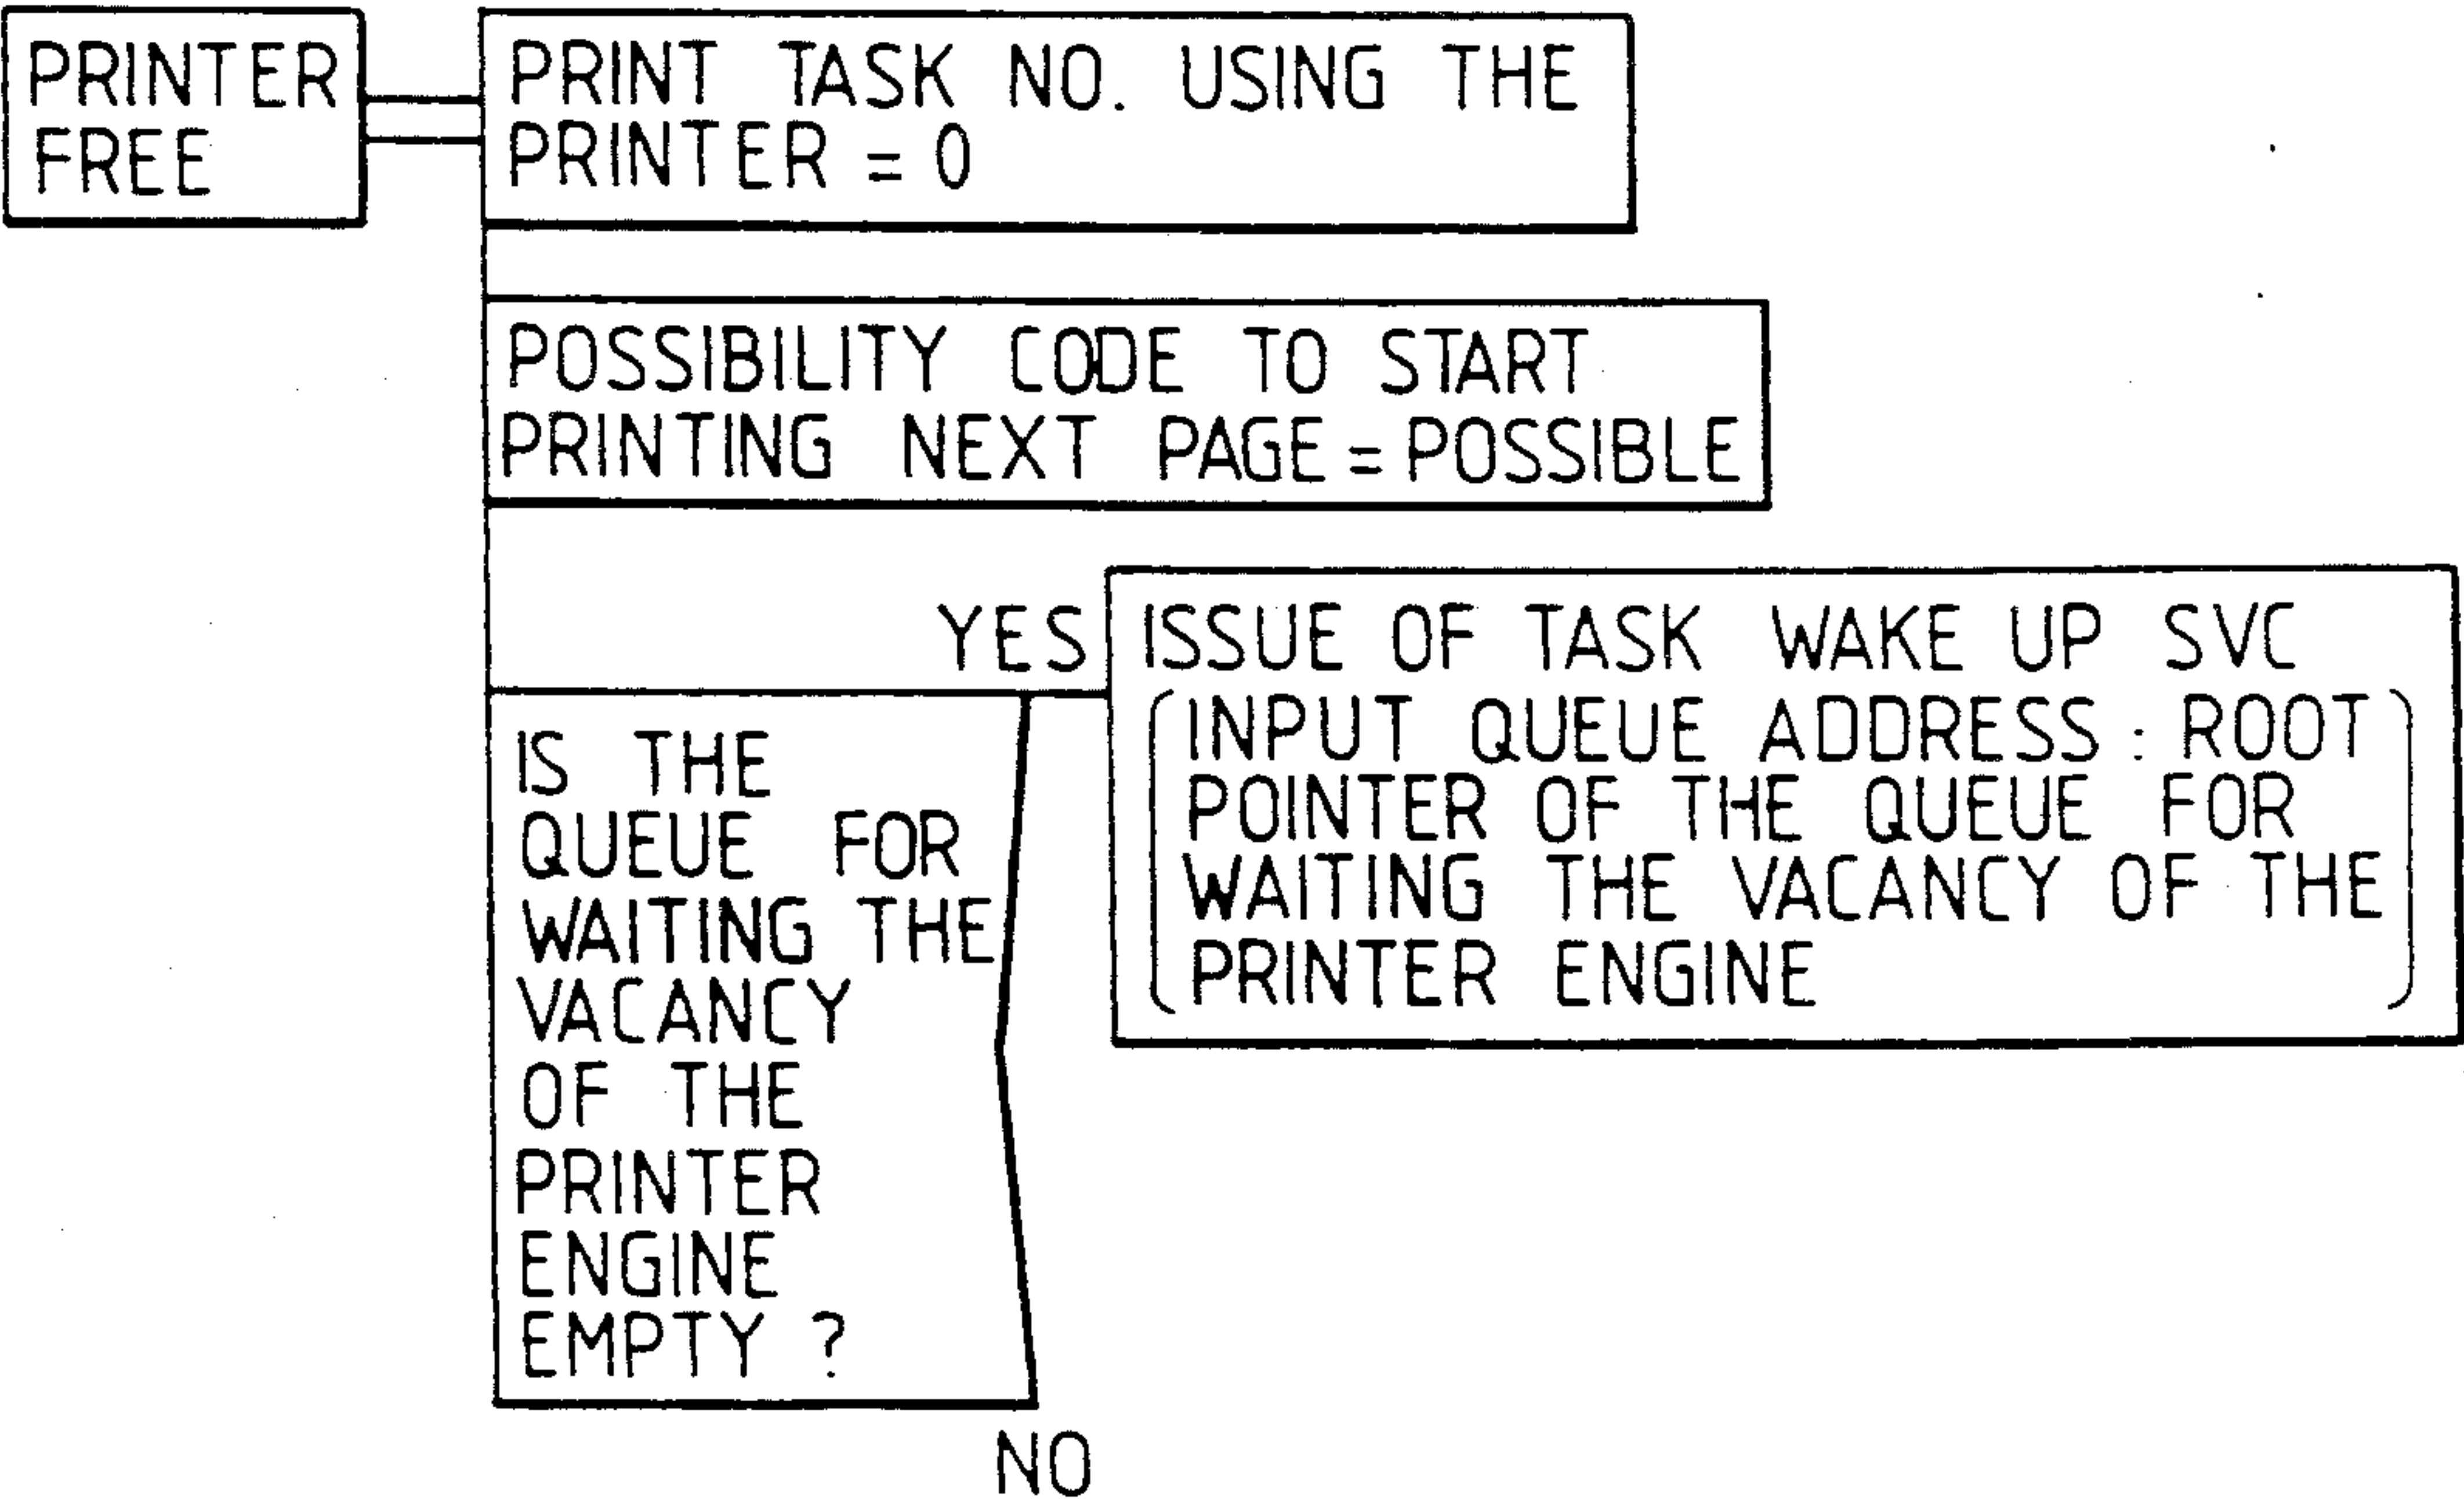 PRINTER
FREE
PRINT TASK NO. USING THE
PRINTER = 0
POSSIBILITY CODE TO START
PRINTING NEXT PAGE = POSSIBLE
YES
ISSUE OF TASK WAKE UP SVC
(INPUT QUEUE ADDRESS : ROOT
POINTER OF THE QUEUE FOR
WAITING THE VACANCY OF THE
PRINTER ENGINE)
IS THE
QUEUE FOR
WAITING THE
VACANCY
OF THE
PRINTER
ENGINE
EMPTY ?
NO